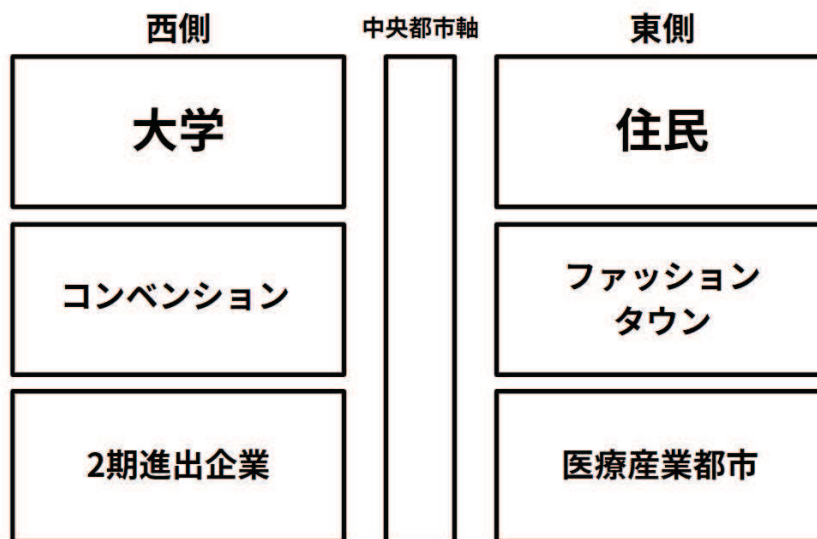 西側
中央都市軸
東側
大学
住民
コンベンション
ファッション
タウン
2期進出企業
医療産業都市